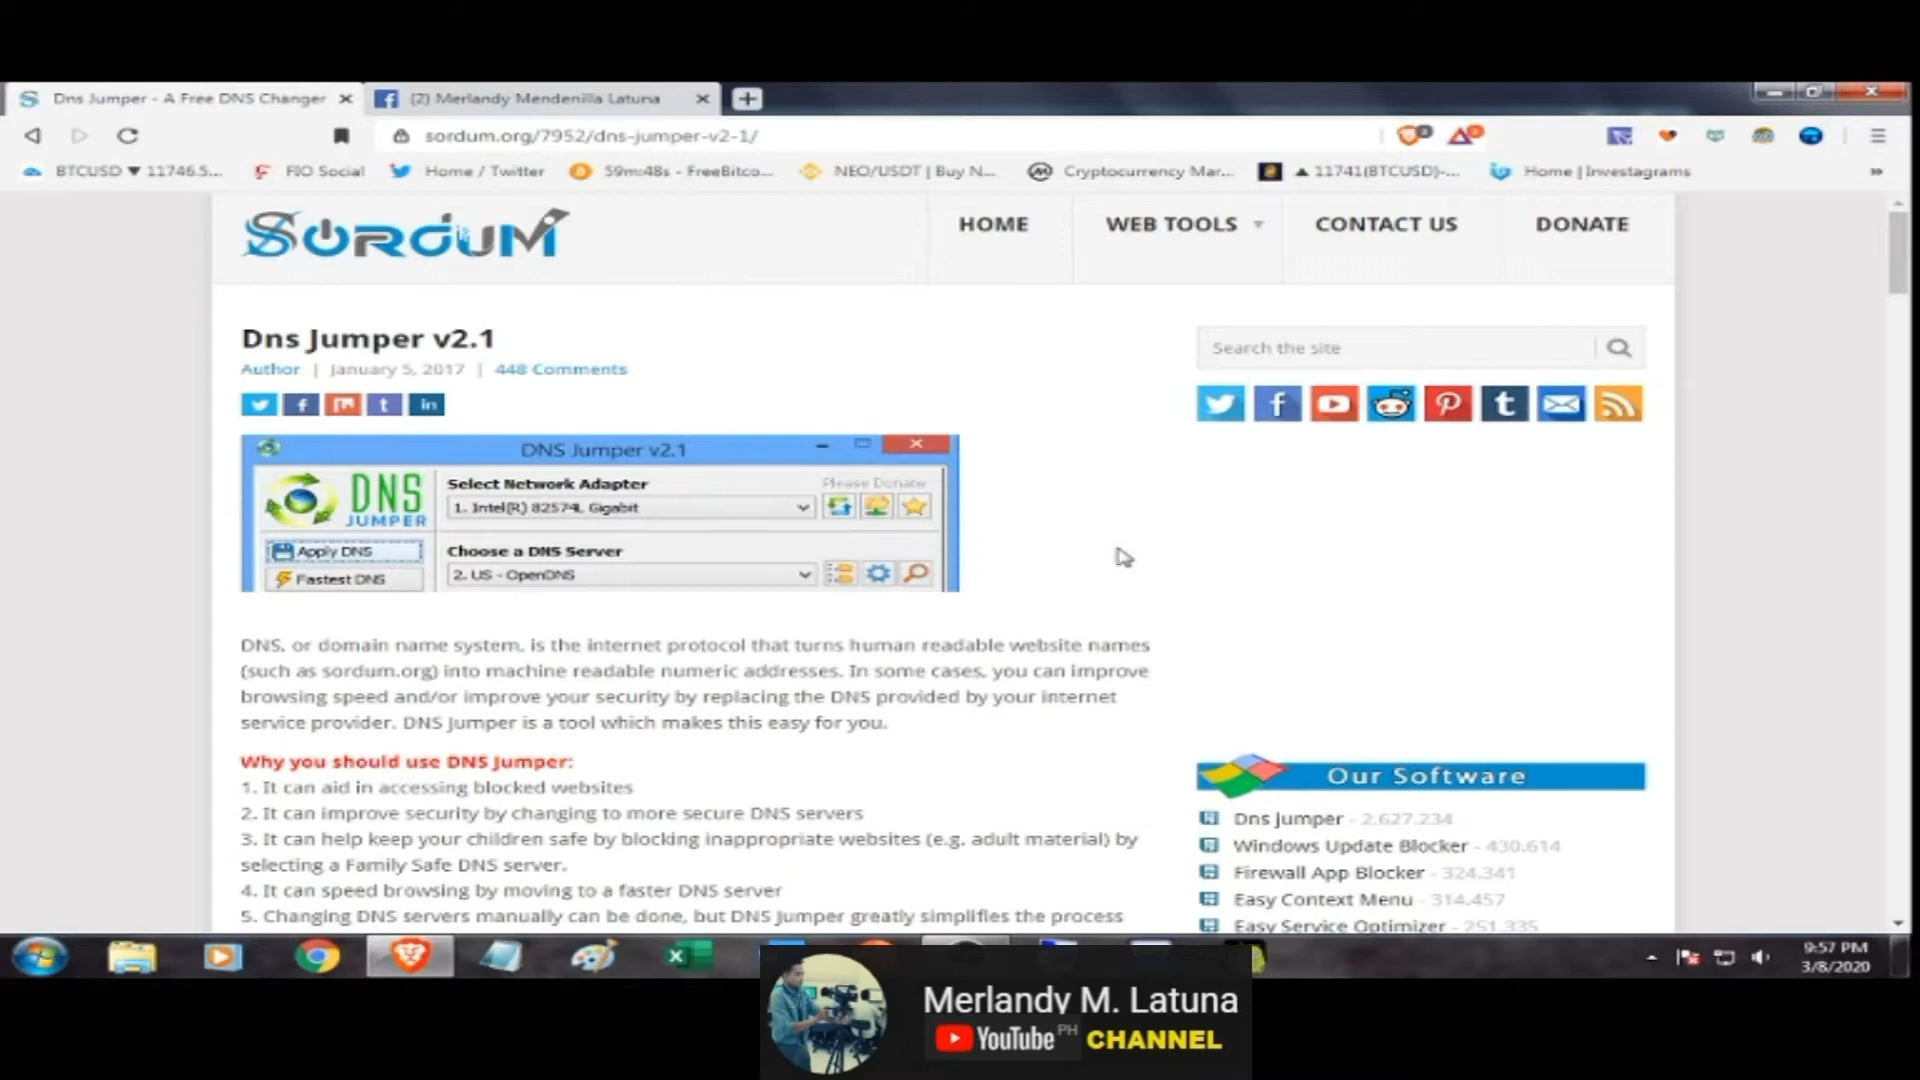 Dns Jumper - A Free DNS Changer
(2) Merlandy Mendenilla Latuna
sordum.org/7952/dns-jumper-v2-1/
BTCUSD ▼ 11746.5...
FIO Social
Home / Twitter
59m:48s - FreeBitco...
NEO/USDT | Buy N...
Cryptocurrency Mar...
▲ 11741(BTCUSD)-...
Home | Investagrams
SORDUM
HOME
WEB TOOLS
CONTACT US
DONATE
Dns Jumper v2.1
Author | January 5, 2017 | 448 Comments
Search the site
DNS Jumper v2.1
DNS
JUMPER
Select Network Adapter
Please Donate
1. Intel(R) 82574L Gigabit
Apply DNS
Choose a DNS Server
Fastest DNS
2. US - OpenDNS
DNS, or domain name system, is the internet protocol that turns human readable website names
(such as sordum.org) into machine readable numeric addresses. In some cases, you can improve
browsing speed and/or improve your security by replacing the DNS provided by your internet
service provider. DNS Jumper is a tool which makes this easy for you.
Why you should use DNS Jumper:
1. It can aid in accessing blocked websites
2. It can improve security by changing to more secure DNS servers
3. It can help keep your children safe by blocking inappropriate websites (e.g. adult material) by
selecting a Family Safe DNS server.
4. It can speed browsing by moving to a faster DNS server
5. Changing DNS servers manually can be done, but DNS Jumper greatly simplifies the process
Our Software
Dns Jumper - 2.627.234
Windows Update Blocker - 430.614
Firewall App Blocker - 324.341
Easy Context Menu - 314.457
Easy Service Optimizer - 251.335
9:57 PM
3/8/2020
Merlandy M. Latuna
YouTube PH CHANNEL